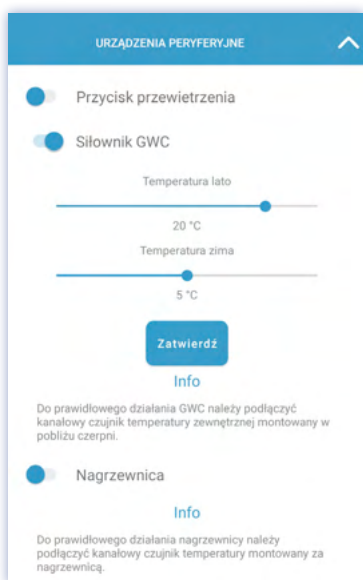 URZĄDZENIA PERYFERYJNE
Przycisk przewietrzenia
Siłownik GWC
Temperatura lato
20 °C
Temperatura zima
5 °C
Zatwierdź
Info
Do prawidłowego działania GWC należy podłączyć
kanałowy czujnik temperatury zewnętrznej montowany w
pobliżu czerpni.
Nagrzewnica
Info
Do prawidłowego działania nagrzewnicy należy
podłączyć kanałowy czujnik temperatury montowany za
nagrzewnicą.